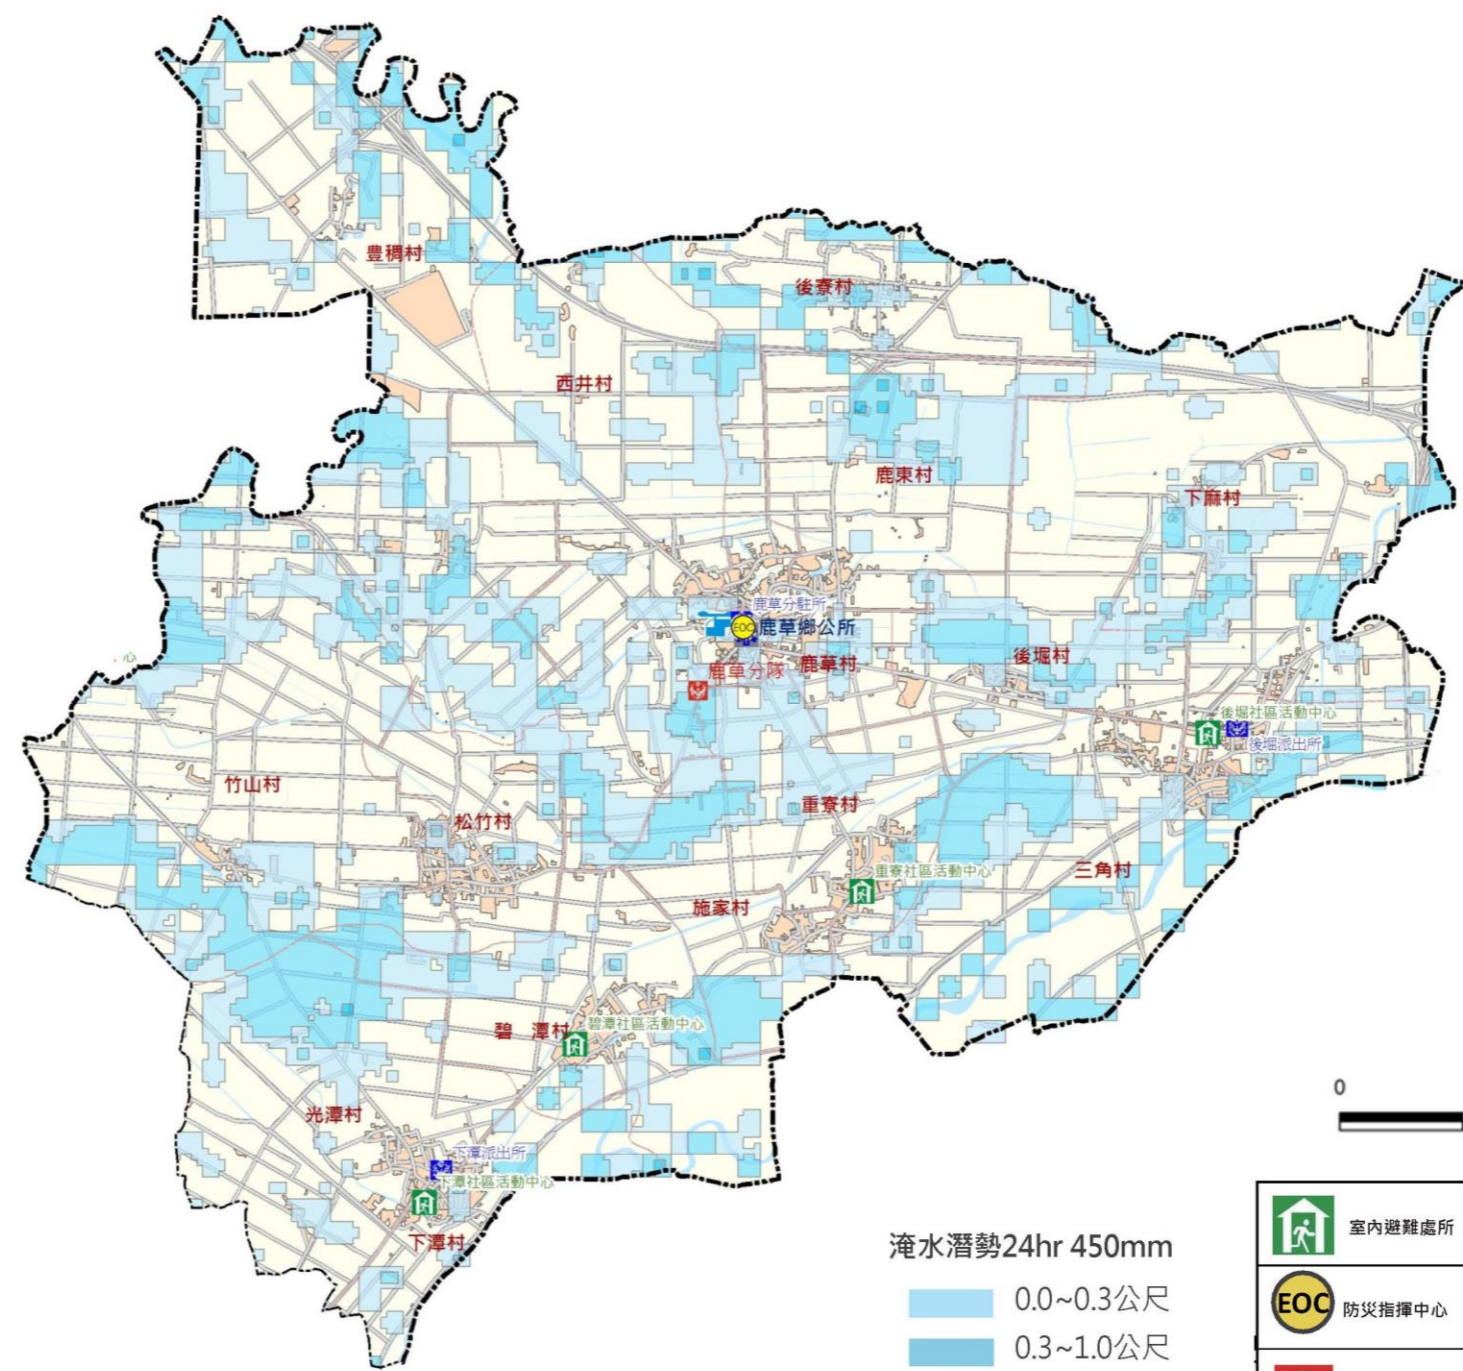 豊稠村
後寮村
西井村
鹿東村
下麻村
鹿草分駐所
EOC
鹿草鄉公所
心
鹿草分隊
鹿草村
後堀村
後堀社區活動中心
後堀派出所
竹山村
松竹村
重寮村
重寮社區活動中心
三角村
施家村
碧潭社區活動中心
碧 潭村
光潭村
下潭派出所
下潭社區活動中心
下潭村
0
淹水潛勢24hr 450mm
0.0~0.3公尺
0.3~1.0公尺
室內避難處所
EOC
防災指揮中心